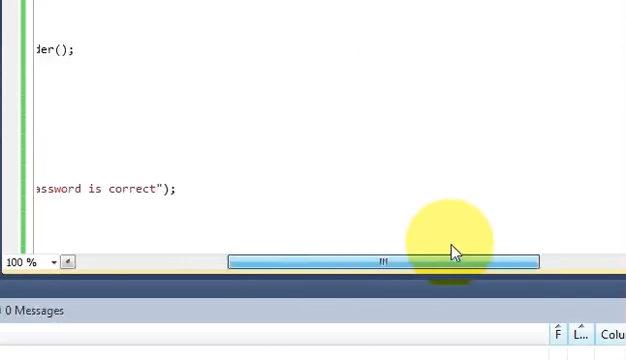 der();
assword is correct");
100 %
0 Messages
F L... Colu